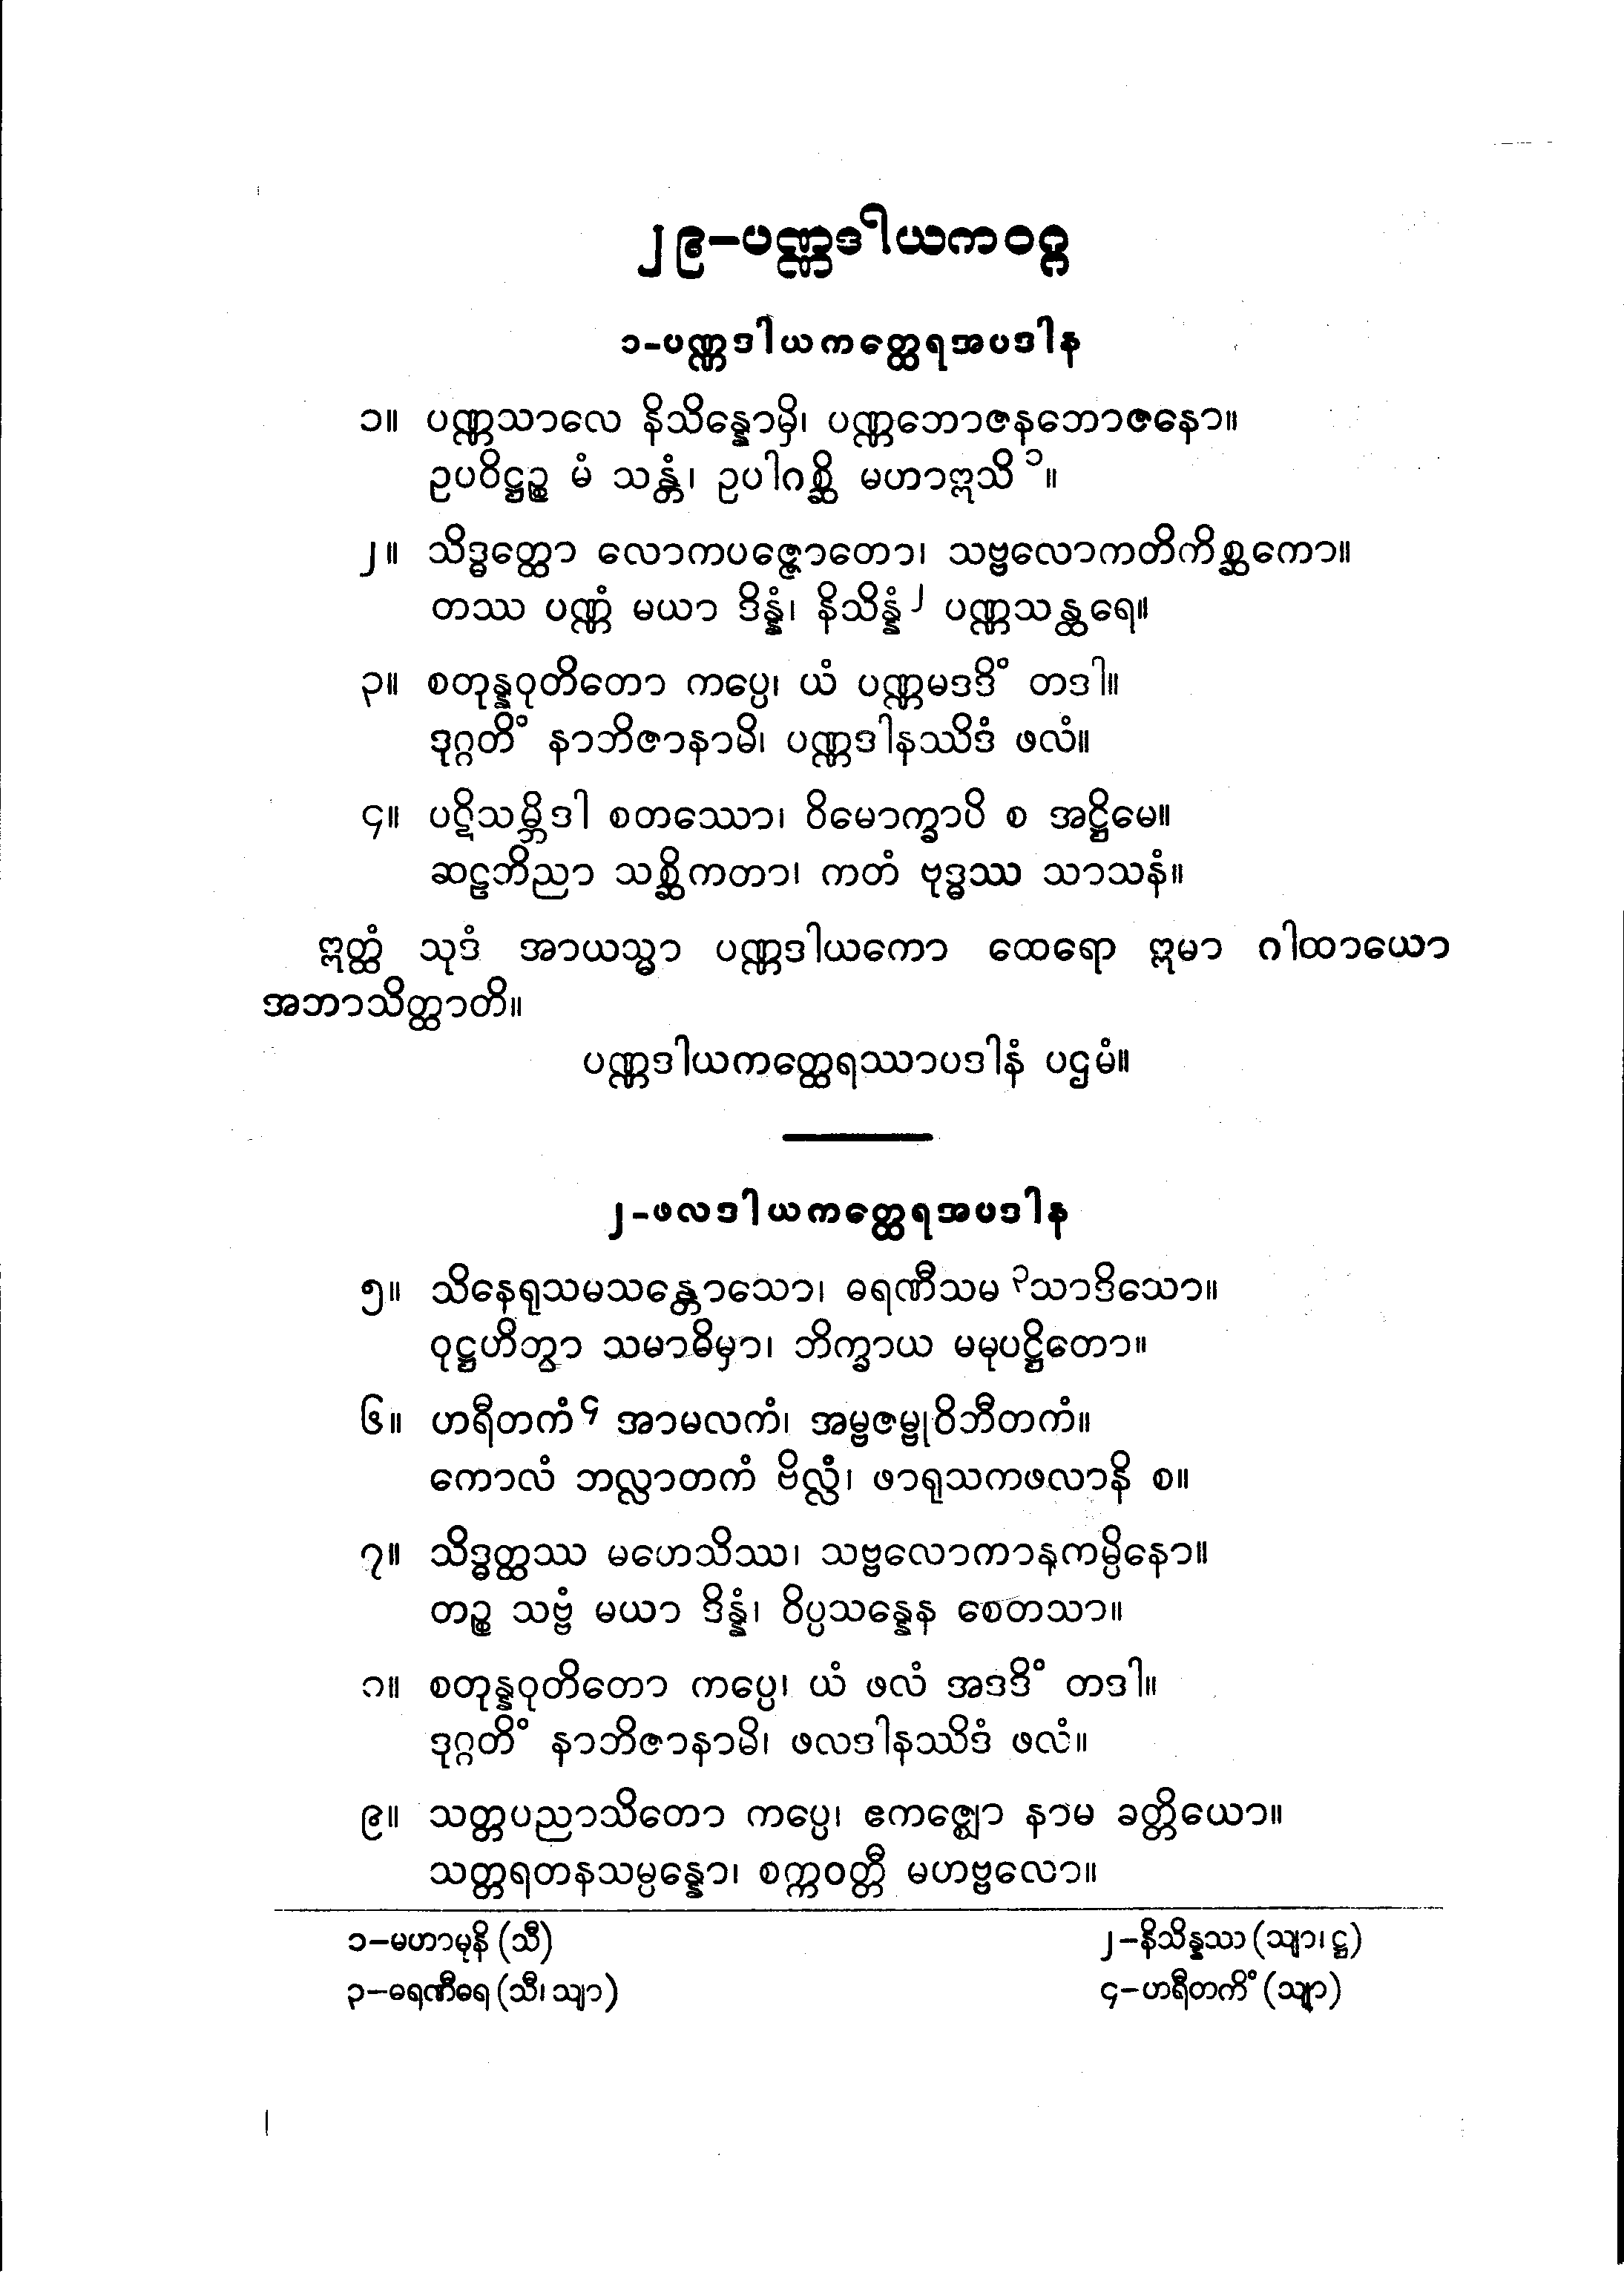 ၂၉-ပဏ္ဏဒါယကဝဂ္ဂ
၁-ပဏ္ဏဒါယကတ္ထေရအပဒါန
၁။ ပဏ္ဏသာလေ နိသိန္နောမှိ၊ ပဏ္ဏဘောဇနဘောဇနော။
ဥပဝိဋ္ဌဉ္စ မံ သန္တံ၊ ဥပါဂစ္ဆိ မဟာဣသိ ၁။
၂။ သိဒ္ဓတ္ထော လောကပဇ္ဇောတော၊ သဗ္ဗလောကတိကိစ္ဆကော။
တဿ ပဏ္ဏံ မယာ ဒိန္နံ၊ နိသိန္နံ ၂ ပဏ္ဏသန္ထရေ။
၃။ စတုန္နဝုတိတော ကပ္ပေ၊ ယံ ပဏ္ဏမဒဒိံ တဒါ။
ဒုဂ္ဂတိံ နာဘိဇာနာမိ၊ ပဏ္ဏဒါနဿိဒံ ဖလံ။
၄။ ပဋိသမ္ဘိဒါ စတဿော၊ ဝိမောက္ခာပိ စ အဋ္ဌိမေ။
ဆဠဘိညာ သစ္ဆိကတာ၊ ကတံ ဗုဒ္ဓဿ သာသနံ။
ဣတ္ထံ သုဒံ အာယသ္မာ ပဏ္ဏဒါယကော ထေရော ဣမာ ဂါထာယော
အဘာသိတ္ထာတိ။
ပဏ္ဏဒါယကတ္ထေရဿာပဒါနံ ပဌမံ။
၂-ဖလဒါယကတ္ထေရအပဒါန
၅။ သိနေရုသမသန္တောသော၊ ဓရဏီသမ ၃သာဒိသော။
ဝုဋ္ဌဟိတွာ သမာဓိမှာ၊ ဘိက္ခာယ မမုပဋ္ဌိတော။
၆။ ဟရီတကံ ၄ အာမလကံ၊ အမ္ဗဇမ္ဗုဝိဘီတကံ။
ကောလံ ဘလ္လာတကံ ဗိလ္လံ၊ ဖာရုသကဖလာနိ စ။
၇။ သိဒ္ဓတ္ထဿ မဟေသိဿ၊ သဗ္ဗလောကာနုကမ္ပိနော။
တဉ္စ သဗ္ဗံ မယာ ဒိန္နံ၊ ဝိပ္ပသန္နေန စေတသာ။
၈။ စတုန္နဝုတိတော ကပ္ပေ၊ ယံ ဖလံ အဒဒိံ တဒါ။
ဒုဂ္ဂတိံ နာဘိဇာနာမိ၊ ဖလဒါနဿိဒံ ဖလံ။
၉။ သတ္တပညာသိတော ကပ္ပေ၊ ဧကဇ္ဈော နာမ ခတ္တိယော။
သတ္တရတနသမ္ပန္နော၊ စက္ကဝတ္တီ မဟဗ္ဗလော။
၁-မဟာမုနိ (သီ) ၂-နိသိန္နဿ (သျာ၊ ဋ္ဌ)
၃-ဓရဏီဓရ (သီ၊ သျာ) ၄-ဟရီတကိံ (သျာ)